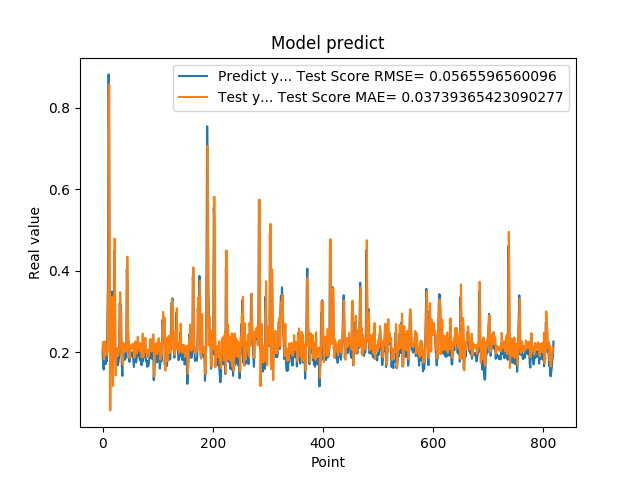 Model predict
Predict y... Test Score RMSE= 0.0565596560096
Test y... Test Score MAE= 0.03739365423090277
Real value
0.8
0.6
0.4
0.2
0
200
400
600
800
Point